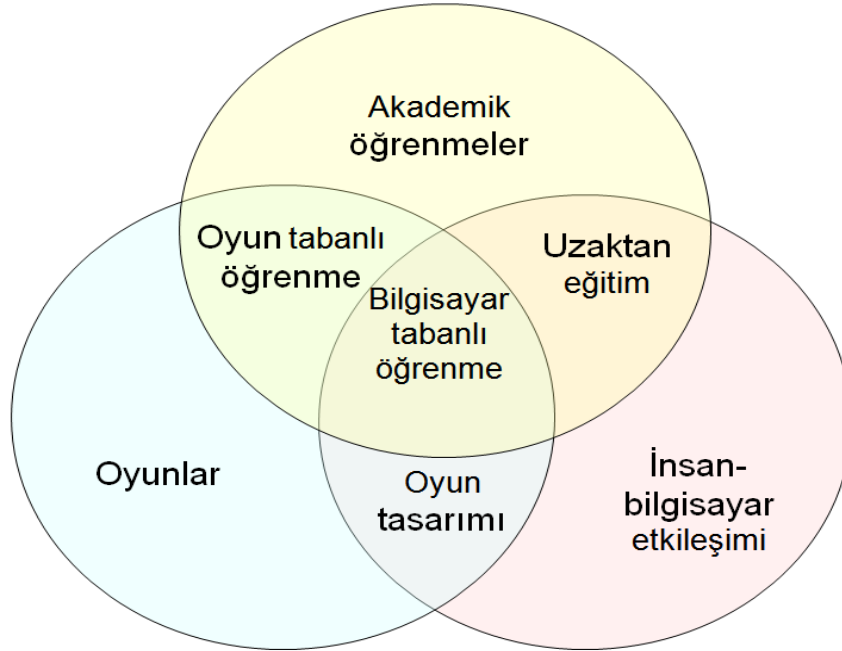 Akademik
öğrenmeler
Oyun tabanlı
öğrenme
Uzaktan
eğitim
Bilgisayar
tabanlı
öğrenme
Oyunlar
Oyun
tasarımı
İnsan-
bilgisayar
etkileşimi